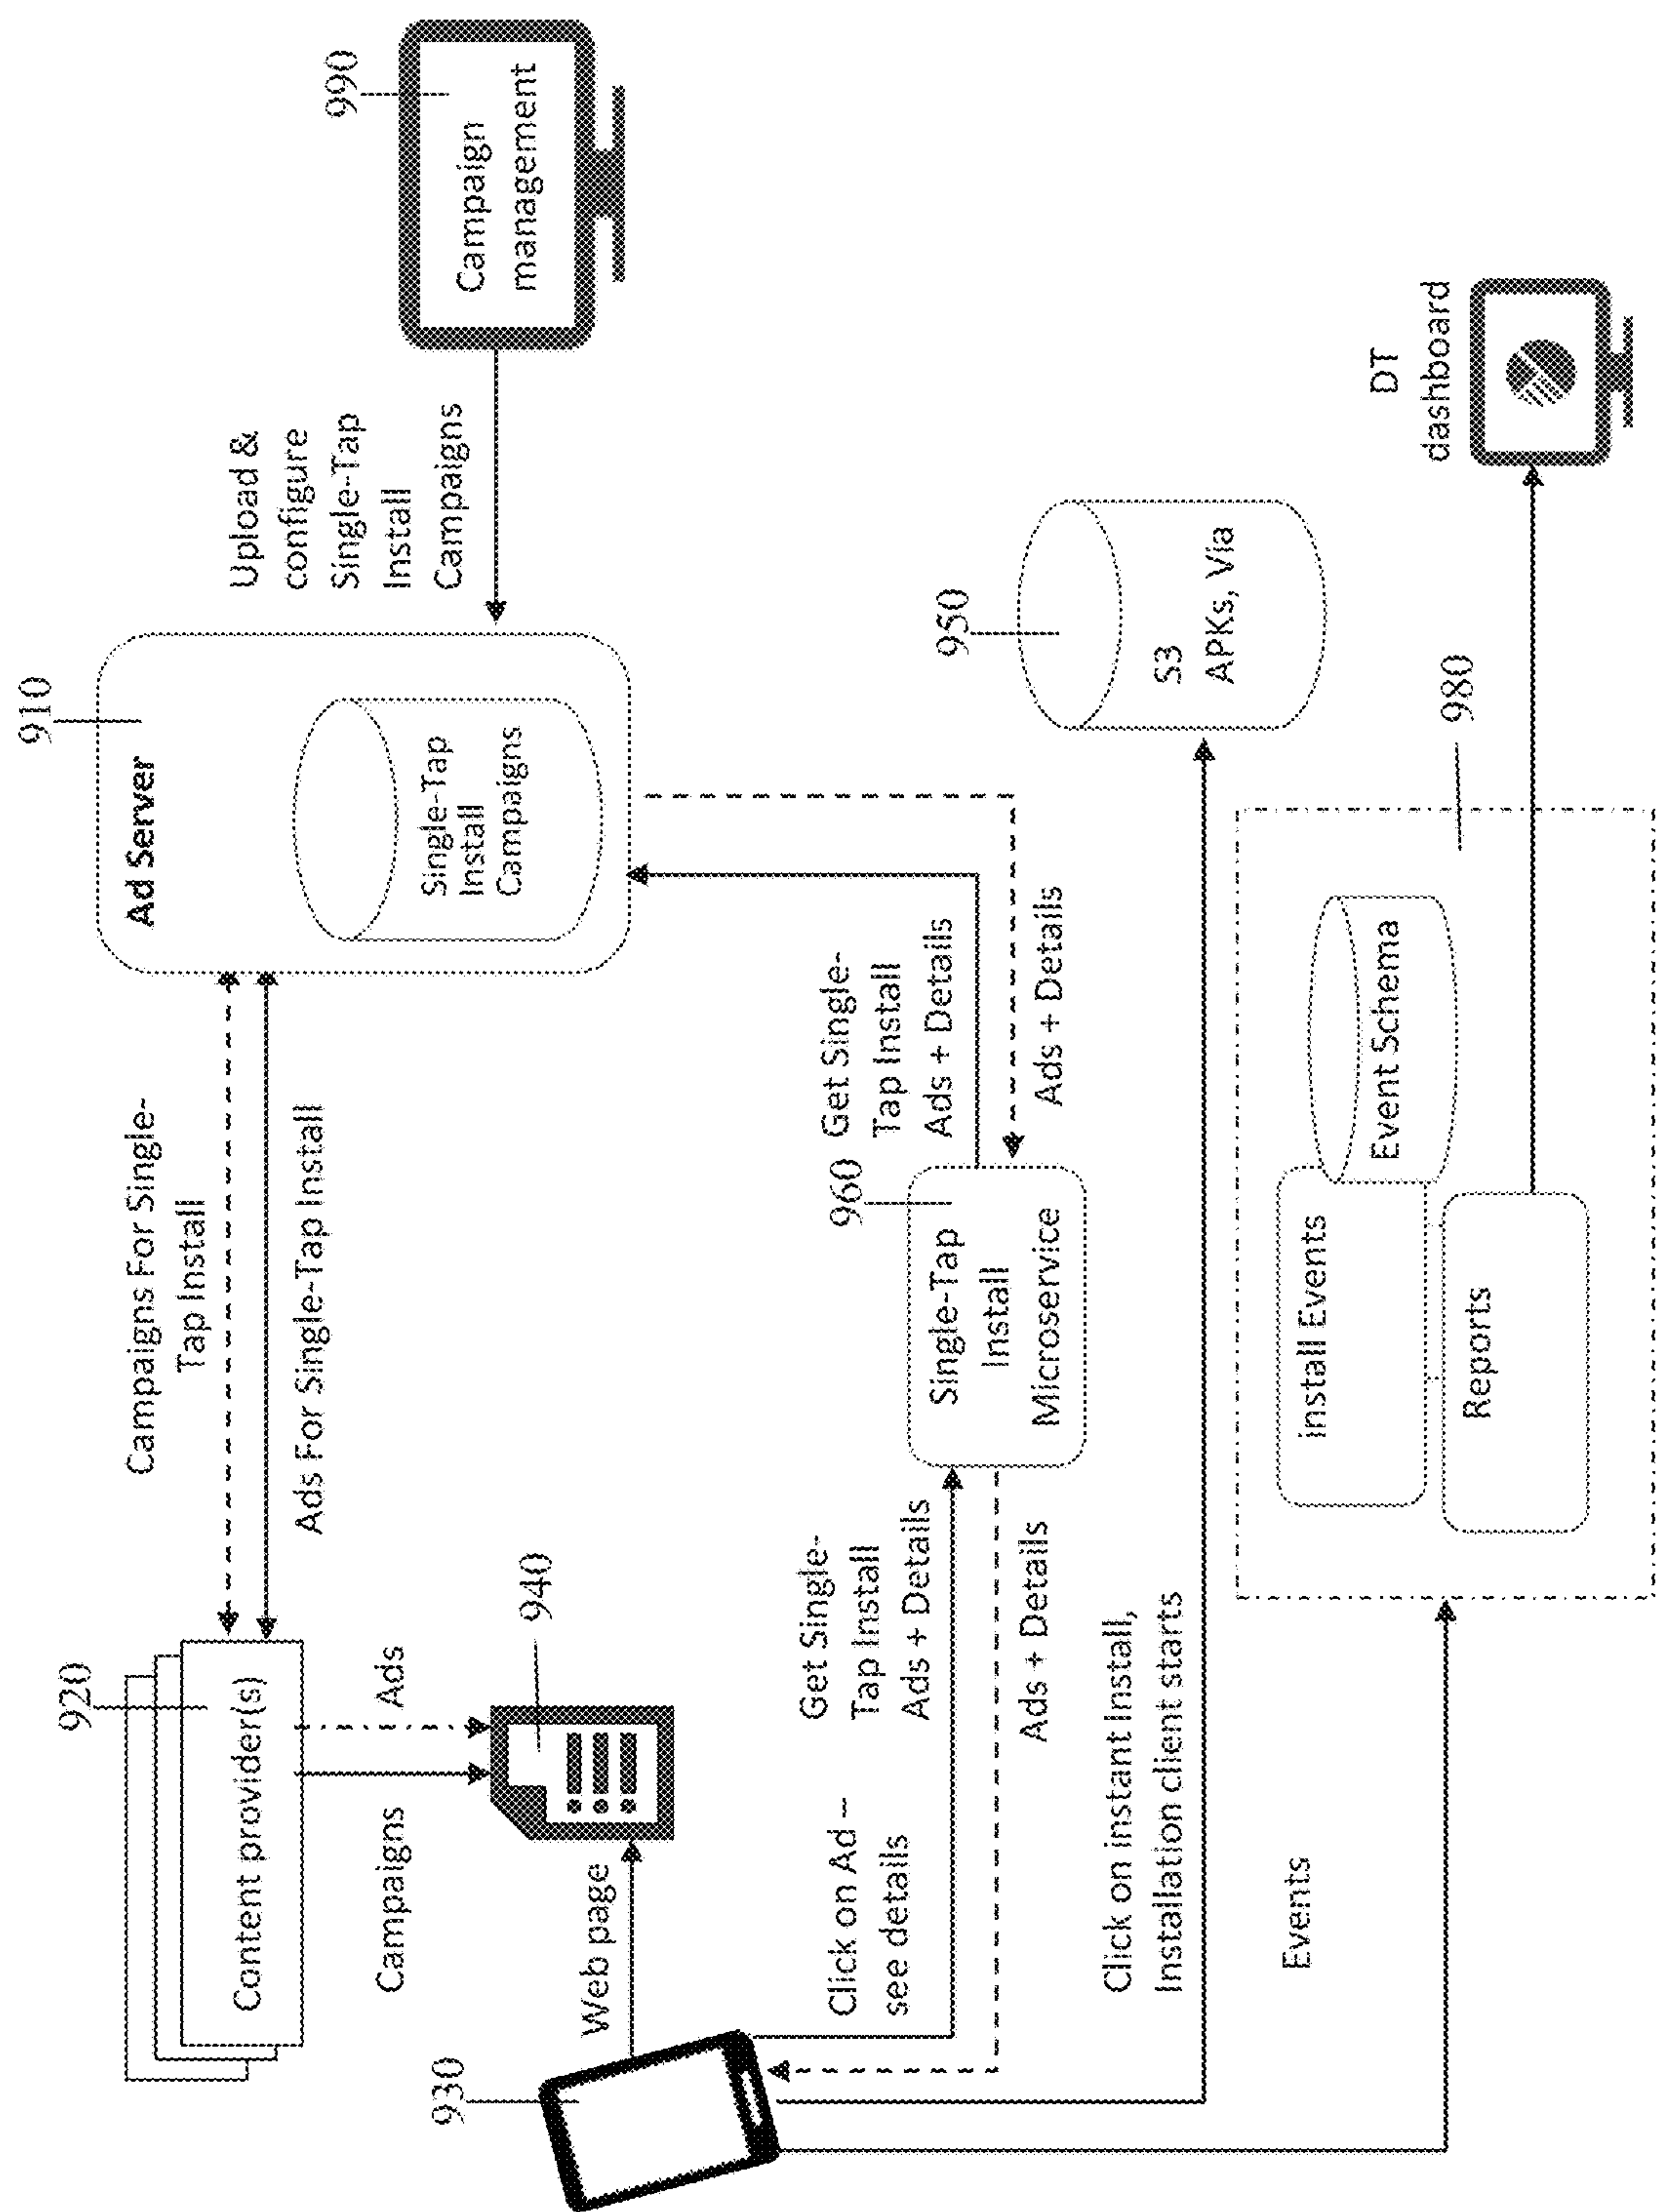 920
Content provider(s)
Campaigns For Single-
Tap Install
Ads For Single-Tap Install
910
Ad Server
Single-Tap
Install
Campaigns
Upload &
configure
Single-Tap
Install
Campaigns
990
Campaign
management
Campaigns
Ads
940
930
Web page
Click on Ad –
see details
Get Single-
Tap Install
Ads + Details
Ads + Details
960
Single-Tap
Install
Microservice
Get Single-
Tap Install
Ads + Details
Ads + Details
950
S3
APKs, Via
Click on instant Install,
Installation client starts
Events
980
Install Events
Event Schema
Reports
DT
dashboard